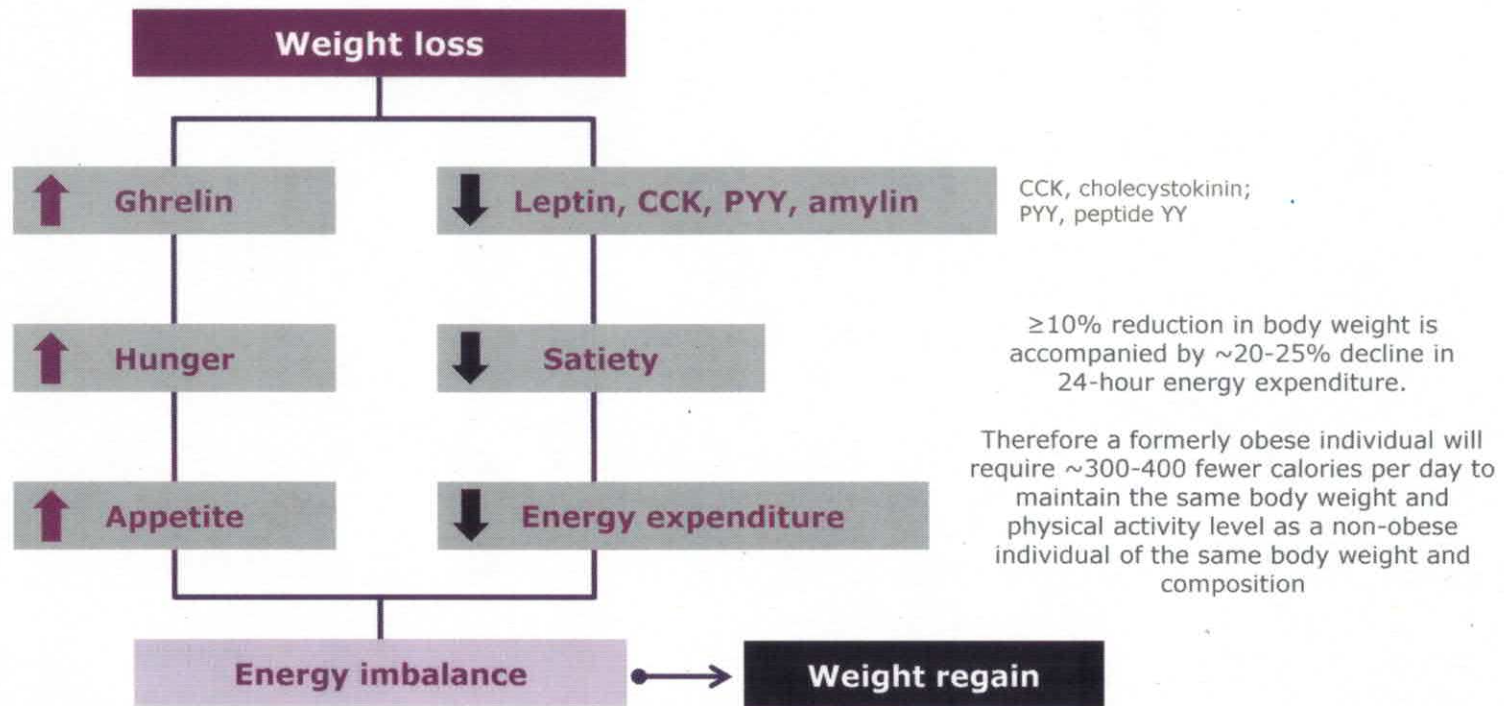 Weight loss
Ghrelin
Leptin, CCK, PYY, amylin
CCK, cholecystokinin;
PYY, peptide YY
Hunger
Satiety
≥10% reduction in body weight is
accompanied by ~20-25% decline in
24-hour energy expenditure.
Appetite
Energy expenditure
Therefore a formerly obese individual will
require ~300-400 fewer calories per day to
maintain the same body weight and
physical activity level as a non-obese
individual of the same body weight and
composition
Energy imbalance
Weight regain